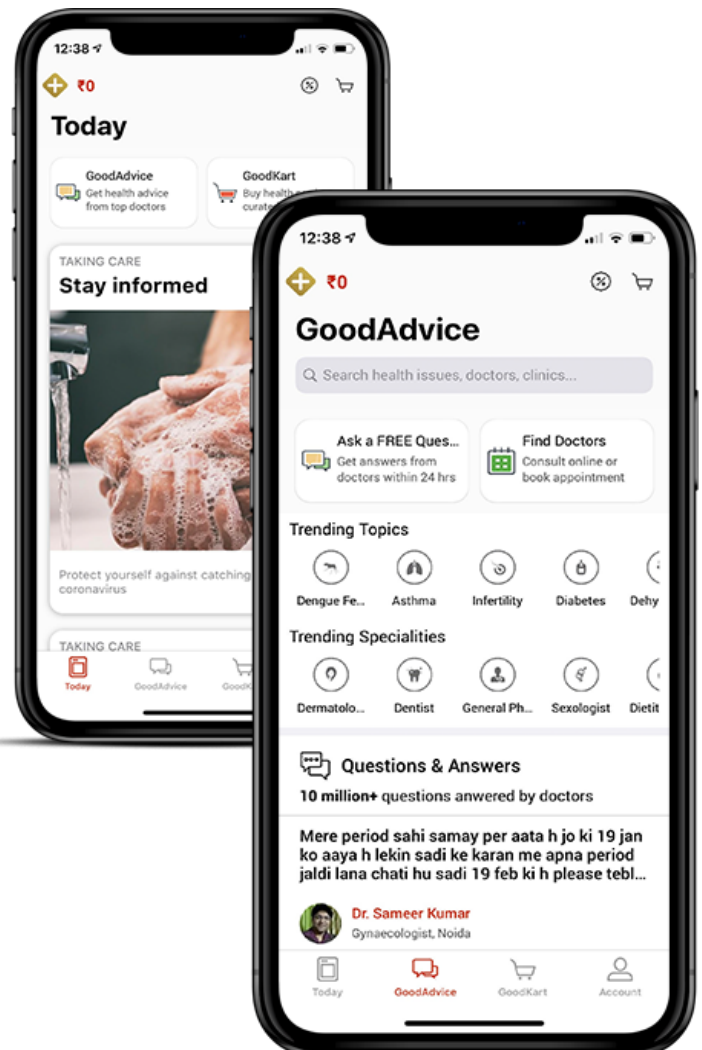 12:38
₹0
Today
GoodAdvice
Get health advice
from top doctors
GoodKart
Buy health
TAKING CARE
Stay informed
Protect yourself against catching
coronavirus
TAKING CARE
Today
GoodAdvice
12:38
₹0
GoodAdvice
Search health issues, doctors, clinics...
Ask a FREE Ques...
Get answers from
doctors within 24 hrs
Find Doctors
Consult online or
book appointment
Trending Topics
Dengue Fe...
Asthma
Infertility
Diabetes
Dehy
Trending Specialities
Dermatolo...
Dentist
General Ph...
Sexologist
Dietit
Questions & Answers
10 million+ questions anwered by doctors
Mere period sahi samay per aata h jo ki 19 jan
ko aaya h lekin sadi ke karan me apna period
jaldi lana chati hu sadi 19 feb ki h please tebl...
Dr. Sameer Kumar
Gynaecologist, Noida
Today
GoodAdvice
GoodKart
Account